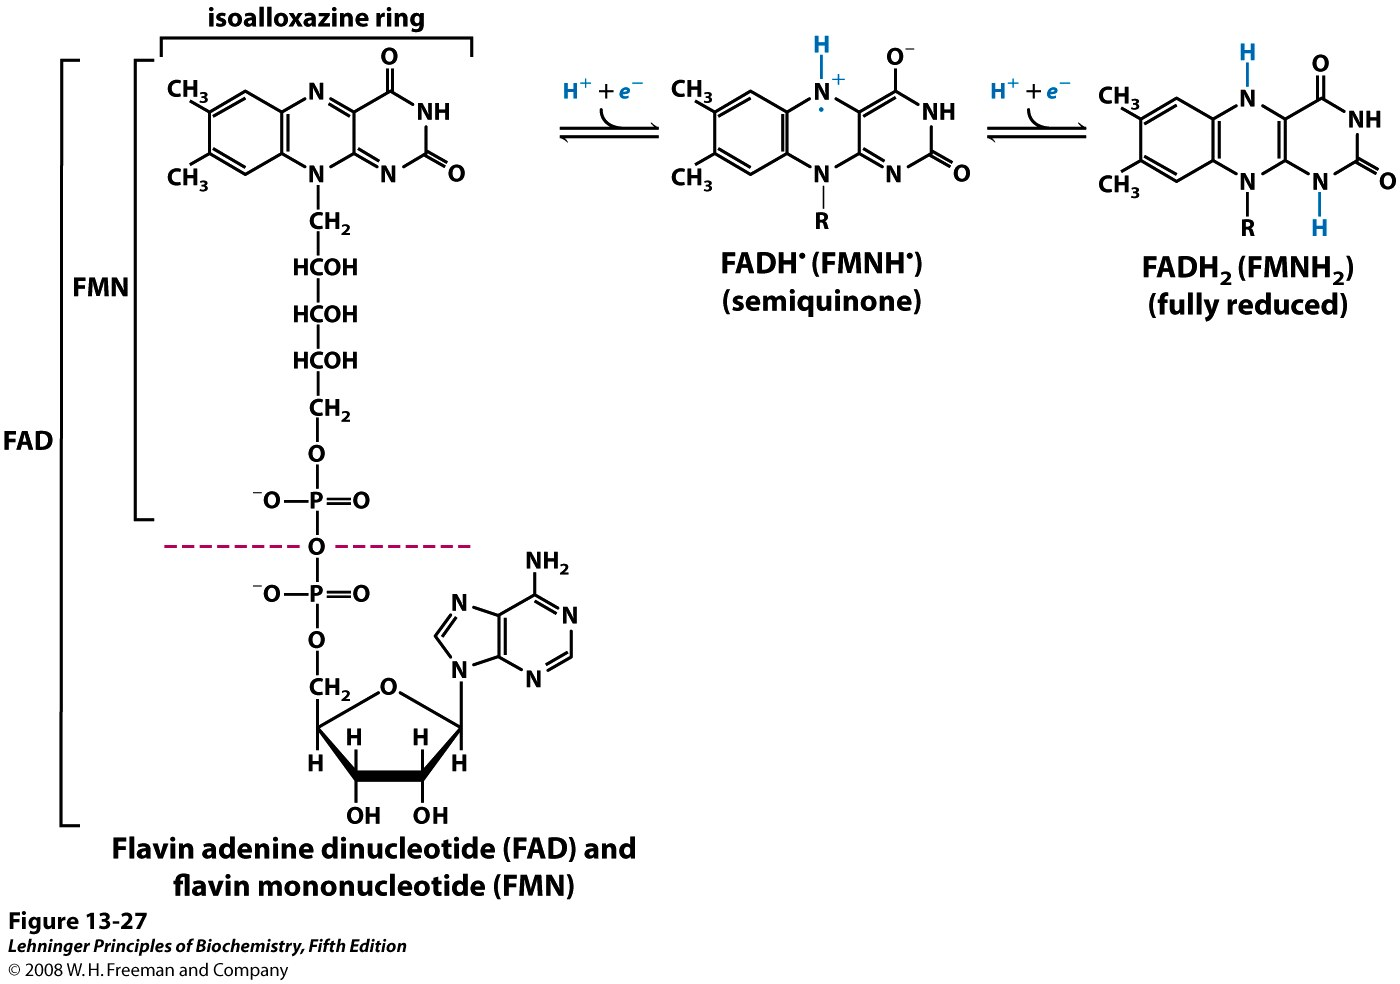 isoalloxazine ring
O
CH₃
N
NH
CH₃
N
N
O
CH₂
HCOH
HCOH
HCOH
CH₂
O
⁻O—P=O
O
⁻O—P=O
O
CH₂
O
H
H
H
H
OH
OH
NH₂
N
N
N
N
FMN
FAD
H⁺ + e⁻
H
O⁻
CH₃
N⁺
•
NH
CH₃
N
N
O
R
FADH• (FMNH•)
(semiquinone)
H⁺ + e⁻
H
O
CH₃
N
NH
CH₃
N
N
O
R
H
FADH₂ (FMNH₂)
(fully reduced)
Flavin adenine dinucleotide (FAD) and
flavin mononucleotide (FMN)
Figure 13-27
Lehninger Principles of Biochemistry, Fifth Edition
© 2008 W. H. Freeman and Company